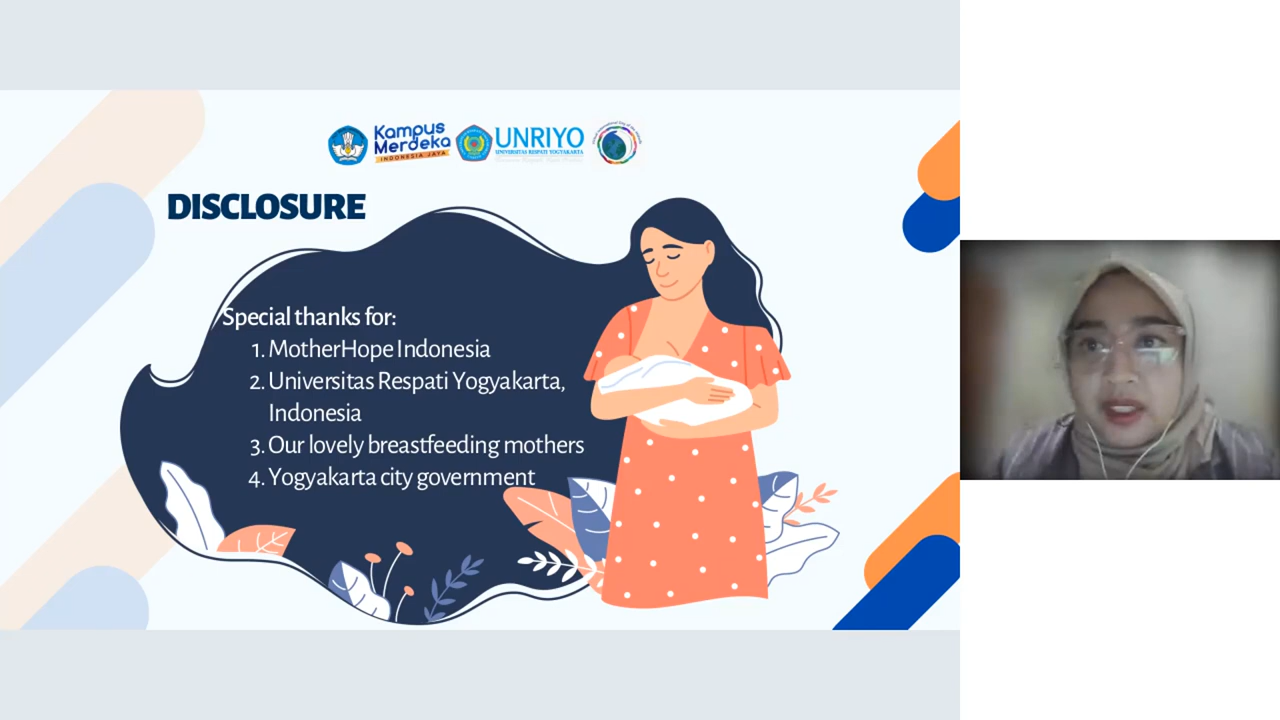 Kampus
Merdeka
INDONESIA JAYA
UNRIYO
UNIVERSITAS RESPATI YOGYAKARTA
DISCLOSURE
Special thanks for:
1. MotherHope Indonesia
2. Universitas Respati Yogyakarta,
Indonesia
3. Our lovely breastfeeding mothers
4. Yogyakarta city government